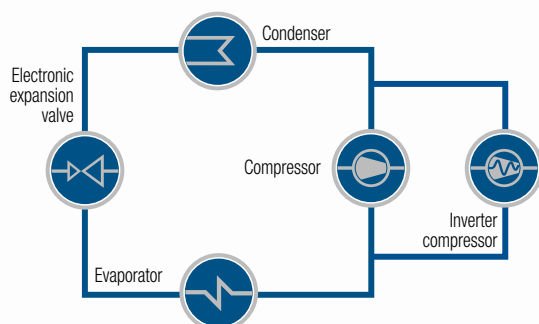 Condenser
Electronic
expansion
valve
Compressor
Inverter
compressor
Evaporator